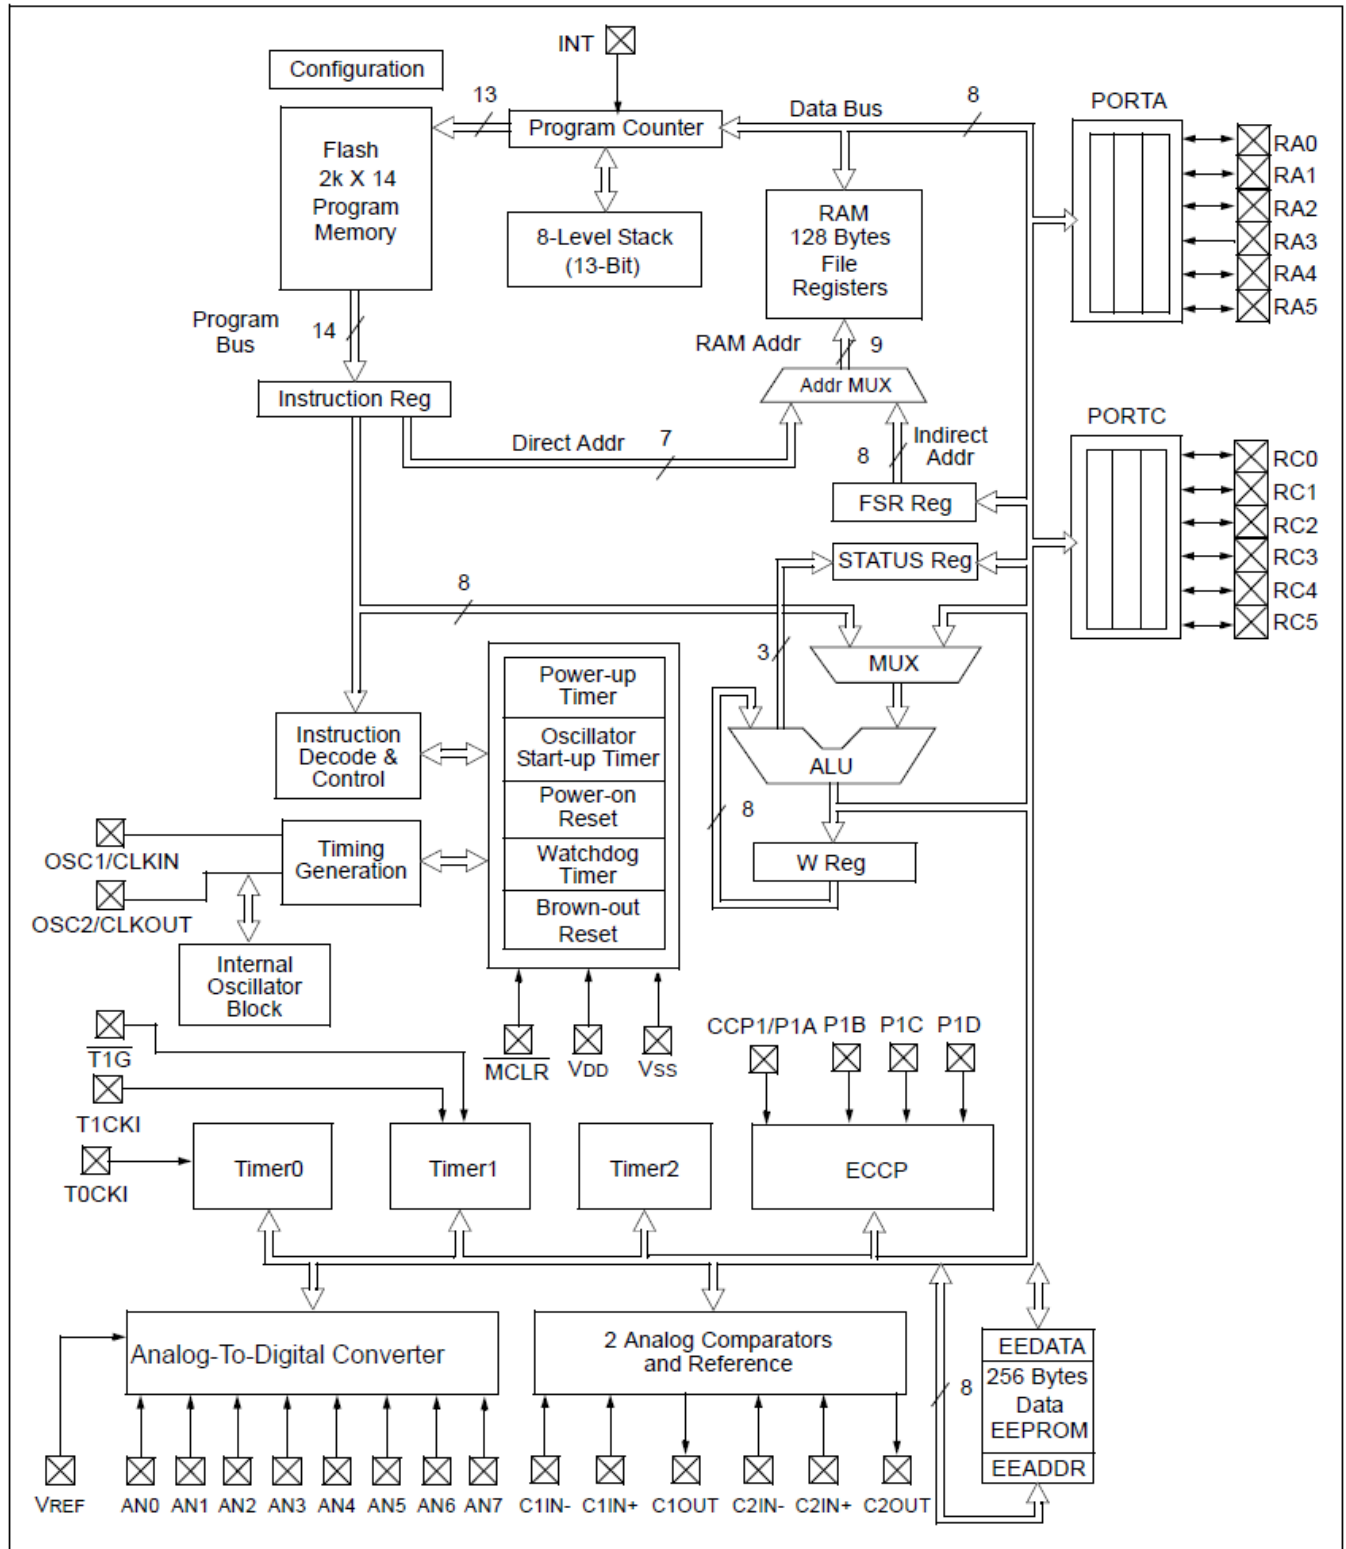 INT
Configuration
13
Program Counter
Data Bus
8
PORTA
Flash
2k X 14
Program
Memory
8-Level Stack
(13-Bit)
RAM
128 Bytes
File
Registers
RA0
RA1
RA2
RA3
RA4
RA5
Program
Bus
14
RAM Addr
9
Addr MUX
Instruction Reg
Direct Addr
7
Indirect
Addr
8
FSR Reg
STATUS Reg
PORTC
RC0
RC1
RC2
RC3
RC4
RC5
8
3
MUX
Power-up
Timer
Oscillator
Start-up Timer
Power-on
Reset
Watchdog
Timer
Brown-out
Reset
Instruction
Decode &
Control
ALU
8
W Reg
OSC1/CLKIN
Timing
Generation
OSC2/CLKOUT
Internal
Oscillator
Block
T1G
MCLR
VDD
VSS
CCP1/P1A
P1B
P1C
P1D
T1CKI
T0CKI
Timer0
Timer1
Timer2
ECCP
Analog-To-Digital Converter
2 Analog Comparators
and Reference
EEDATA
256 Bytes
Data
EEPROM
EEADDR
8
VREF
AN0
AN1
AN2
AN3
AN4
AN5
AN6
AN7
C1IN-
C1IN+
C1OUT
C2IN-
C2IN+
C2OUT